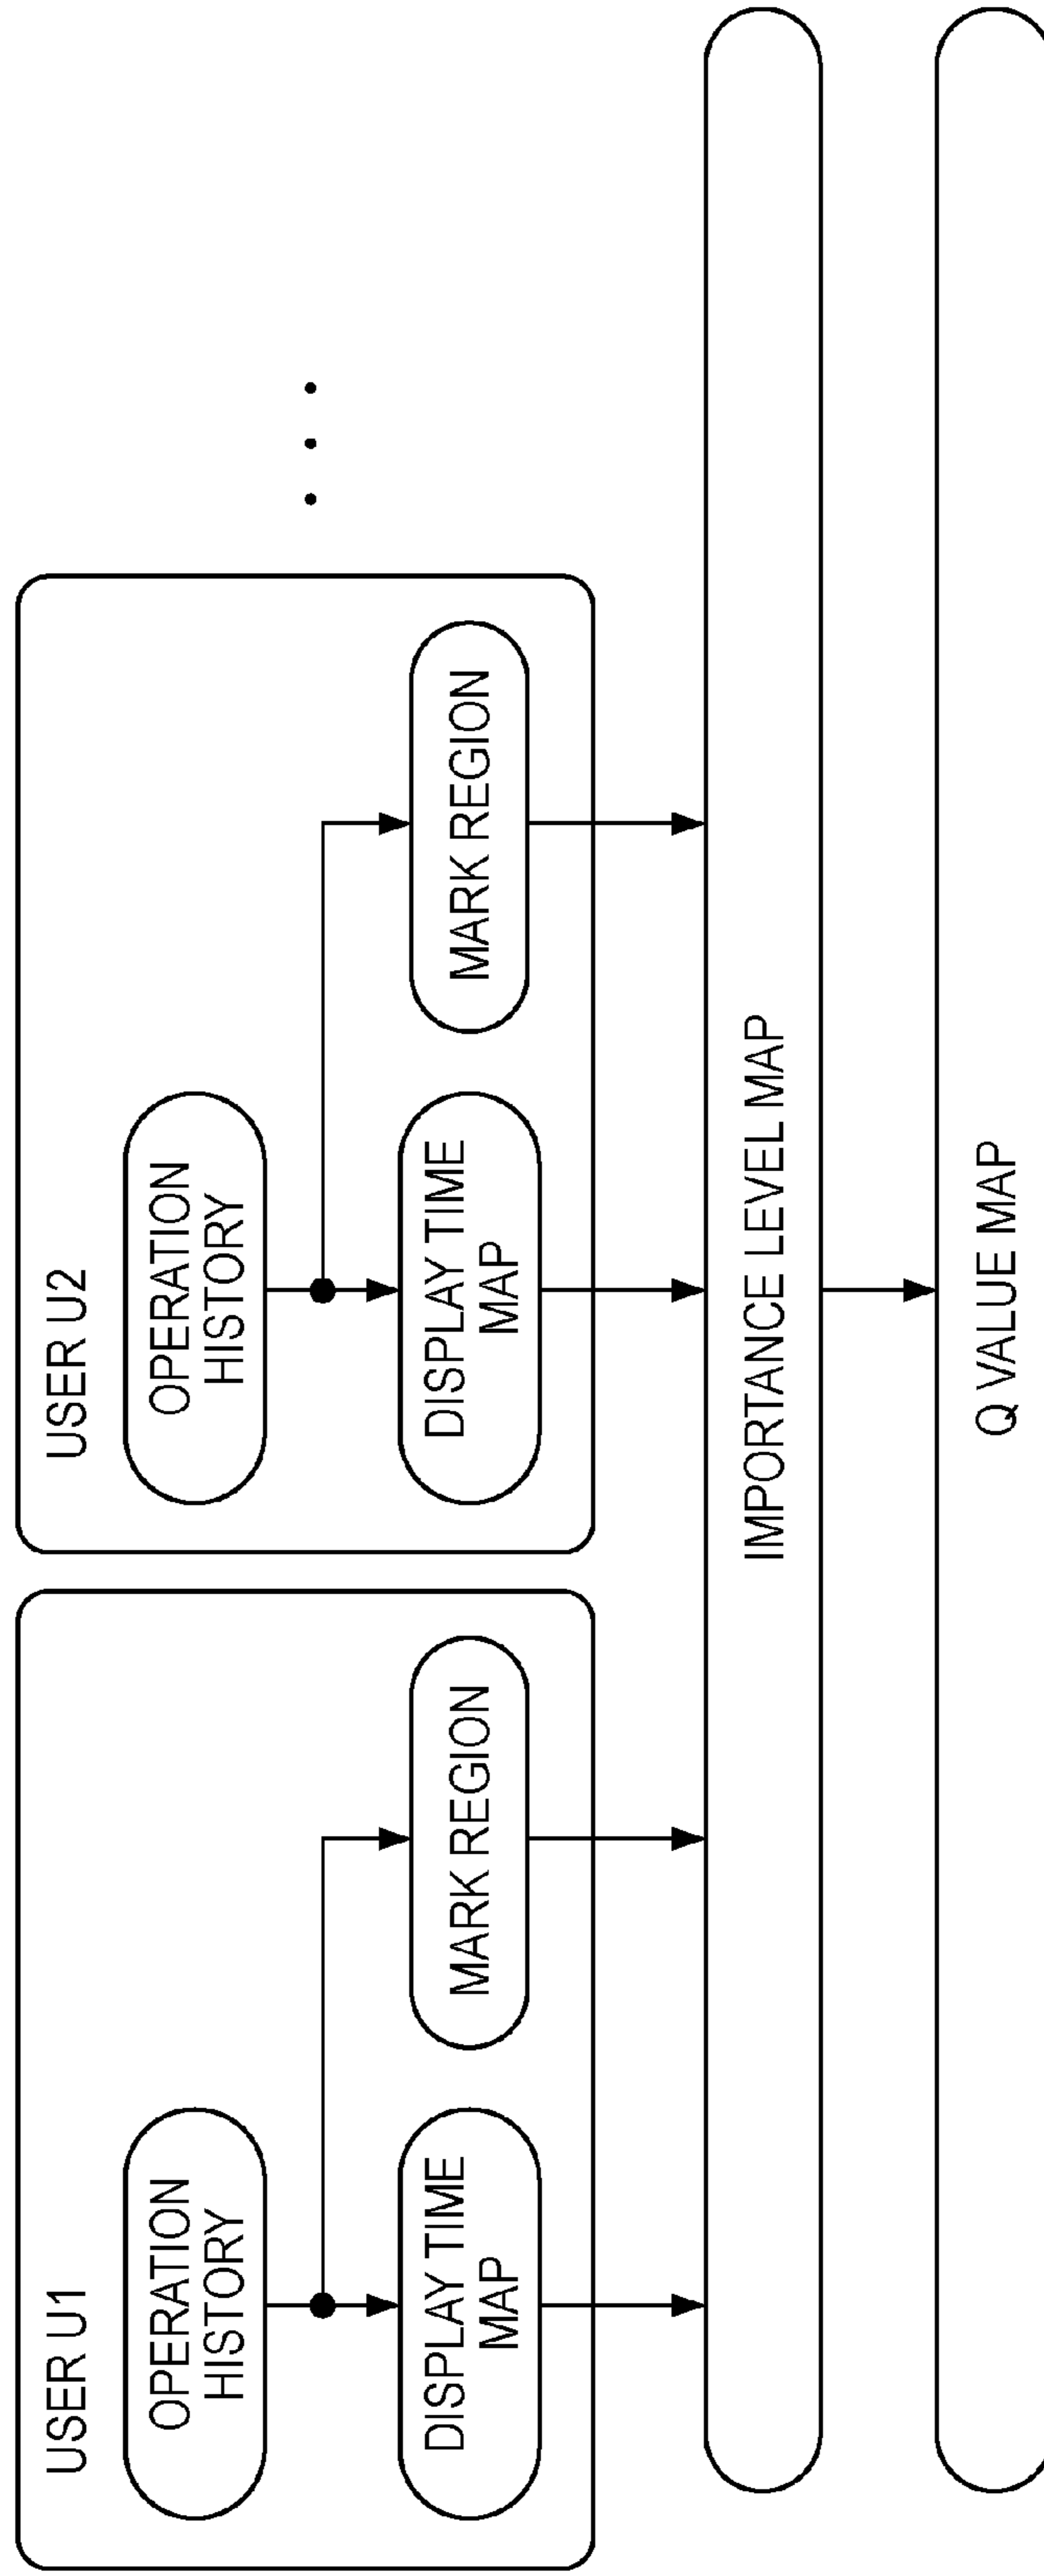 USER U1
OPERATION
HISTORY
DISPLAY TIME
MAP
MARK REGION
USER U2
OPERATION
HISTORY
DISPLAY TIME
MAP
MARK REGION
. . .
IMPORTANCE LEVEL MAP
Q VALUE MAP